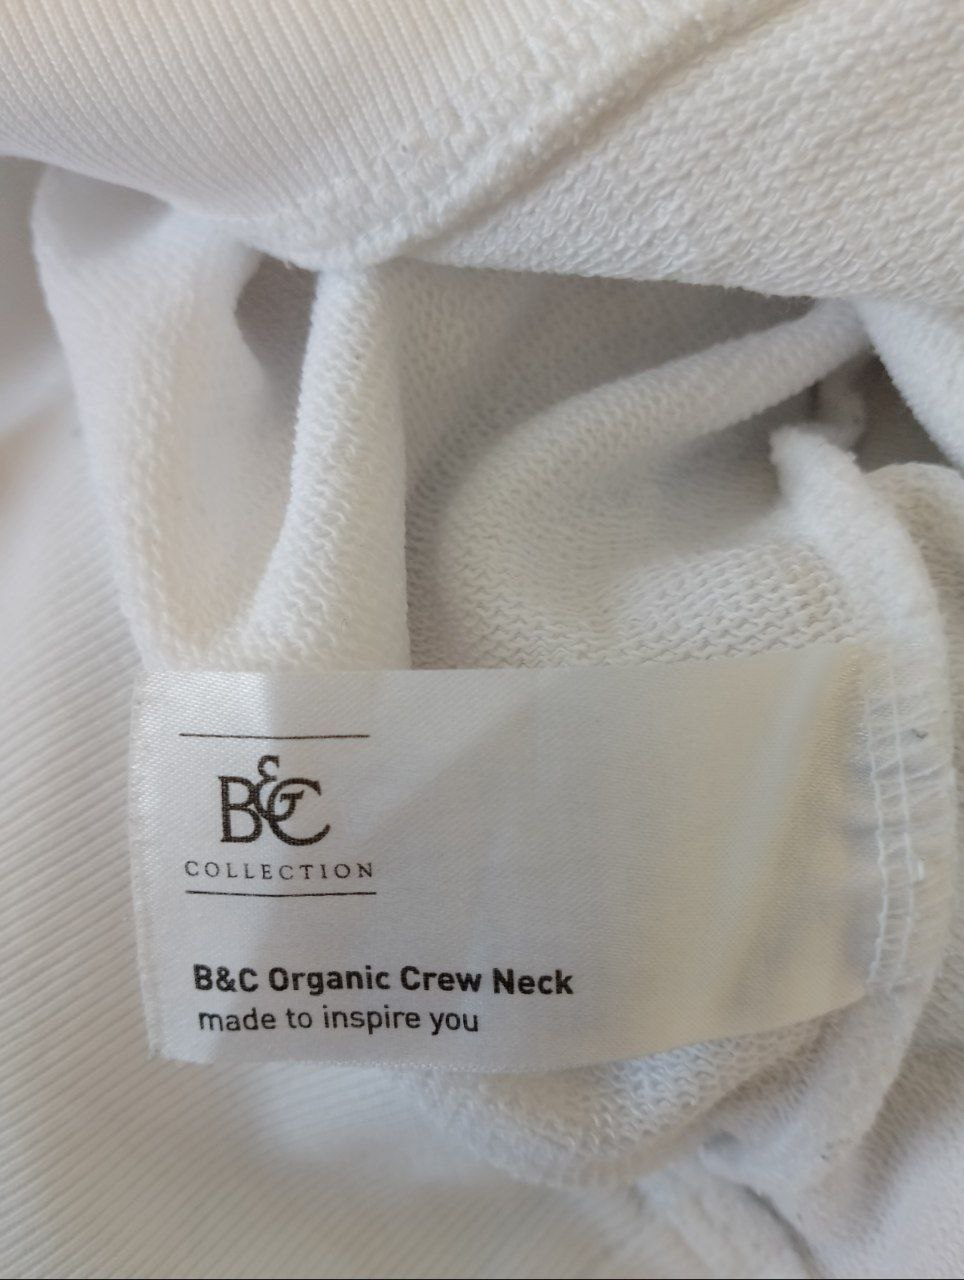 B&C
COLLECTION
B&C Organic Crew Neck
made to inspire you